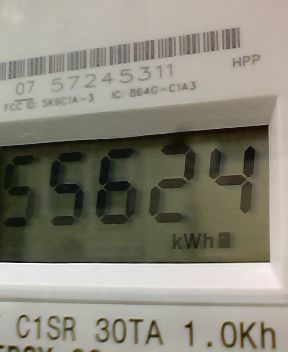 07 57245311
HPP
FCC ID: SK9C1A-3 IC: 864G-C1A3
55624
kWh
C1SR 30TA 1.0Kh